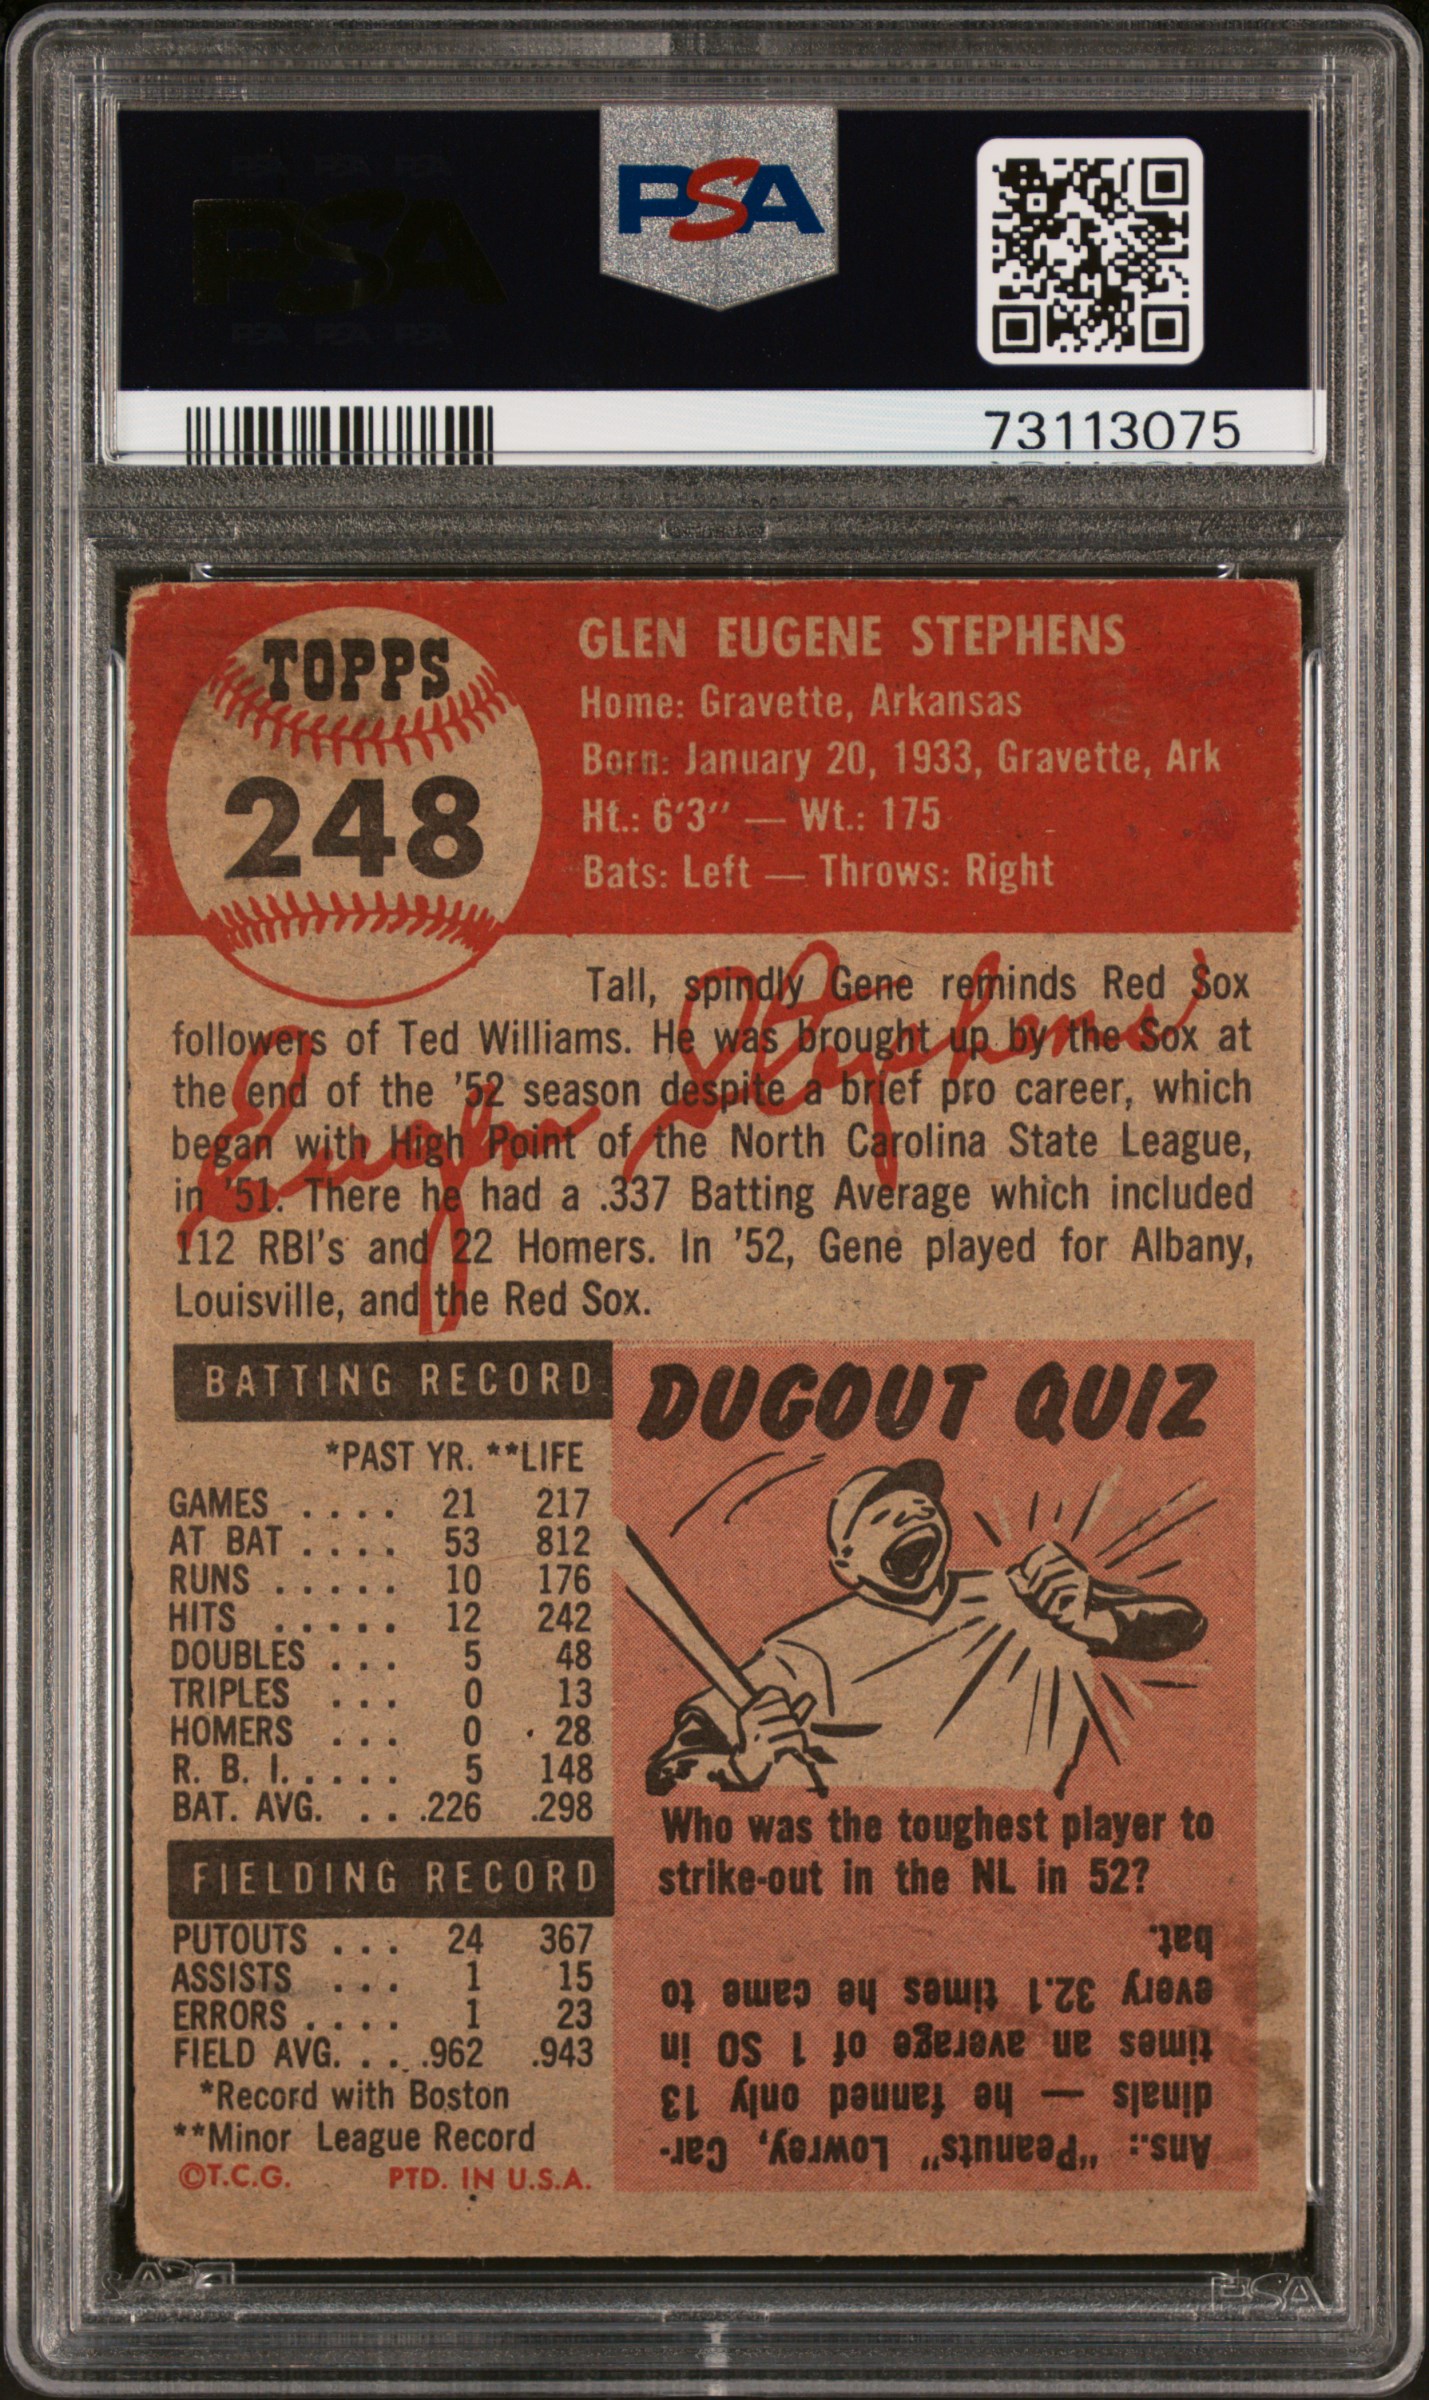 PSA
PSA
73113075
TOPPS
248
GLEN EUGENE STEPHENS
Home: Gravette, Arkansas
Born: January 20, 1933, Gravette, Ark
Ht.: 6'3" — Wt.: 175
Bats: Left — Throws: Right
Tall, spindly Gene reminds Red Sox
followers of Ted Williams. He was brought up by the Sox at
the end of the '52 season despite a brief pro career, which
began with High Point of the North Carolina State League,
in '51. There he had a .337 Batting Average which included
112 RBI's and 22 Homers. In '52, Gene played for Albany,
Louisville, and the Red Sox.
Eugene Stephens
BATTING RECORD
*PAST YR. **LIFE
GAMES .... 21 217
AT BAT .... 53 812
RUNS ..... 10 176
HITS ..... 12 242
DOUBLES ... 5 48
TRIPLES ... 0 13
HOMERS ... 0 28
R. B. I. .... 5 148
BAT. AVG. .. .226 .298
FIELDING RECORD
PUTOUTS ... 24 367
ASSISTS ... 1 15
ERRORS .... 1 23
FIELD AVG. .. .962 .943
*Record with Boston
**Minor League Record
©T.C.G. PTD. IN U.S.A.
DUGOUT QUIZ
Who was the toughest player to
strike-out in the NL in 52?
Ans.: "Peanuts" Lowrey, Car-
dinals — he fanned only 13
times an average of 1 SO in
every 32.1 times he came to
bat.
PSA
PSA